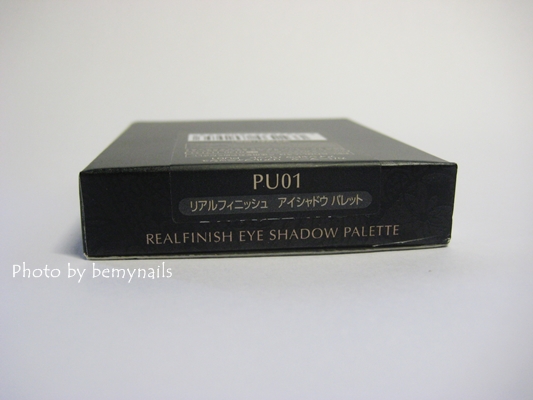 PU01
リアルフィニッシュ アイシャドウ パレット
REALFINISH EYE SHADOW PALETTE
Photo by bemynails